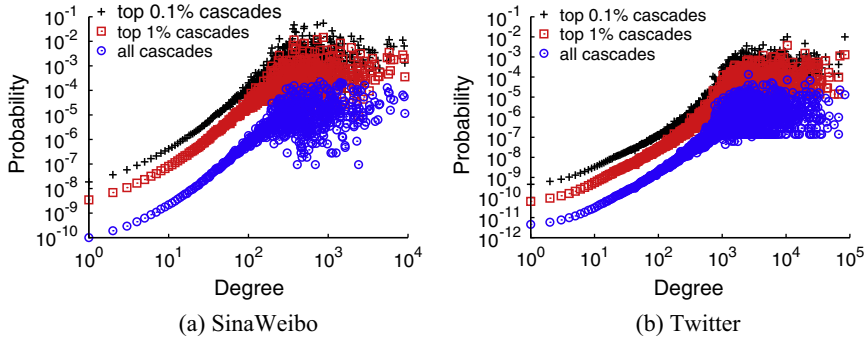 + top 0.1% cascades
top 1% cascades
all cascades
Probability
10^-1
10^-2
10^-3
10^-4
10^-5
10^-6
10^-7
10^-8
10^-9
10^-10
10^0 10^1 10^2 10^3 10^4
Degree
(a) SinaWeibo
+ top 0.1% cascades
top 1% cascades
all cascades
Probability
10^-1
10^-2
10^-3
10^-4
10^-5
10^-6
10^-7
10^-8
10^-9
10^-10
10^-11
10^-12
10^0 10^1 10^2 10^3 10^4 10^5
Degree
(b) Twitter